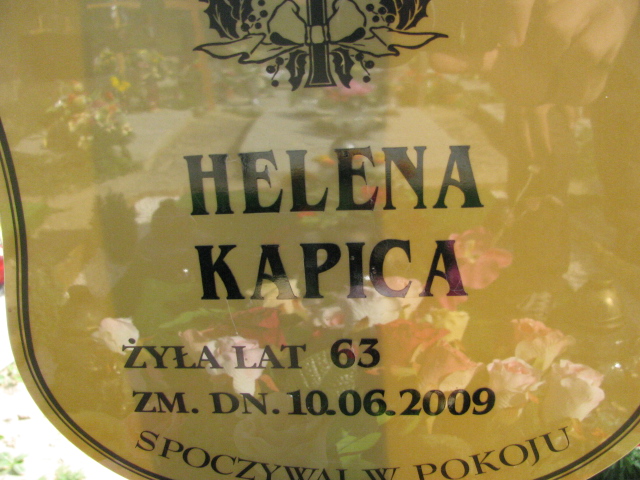 HELENA
KAPICA
ŻYŁA LAT 63
ZM. DN. 10.06.2009
SPOCZYWAJ W POKOJU